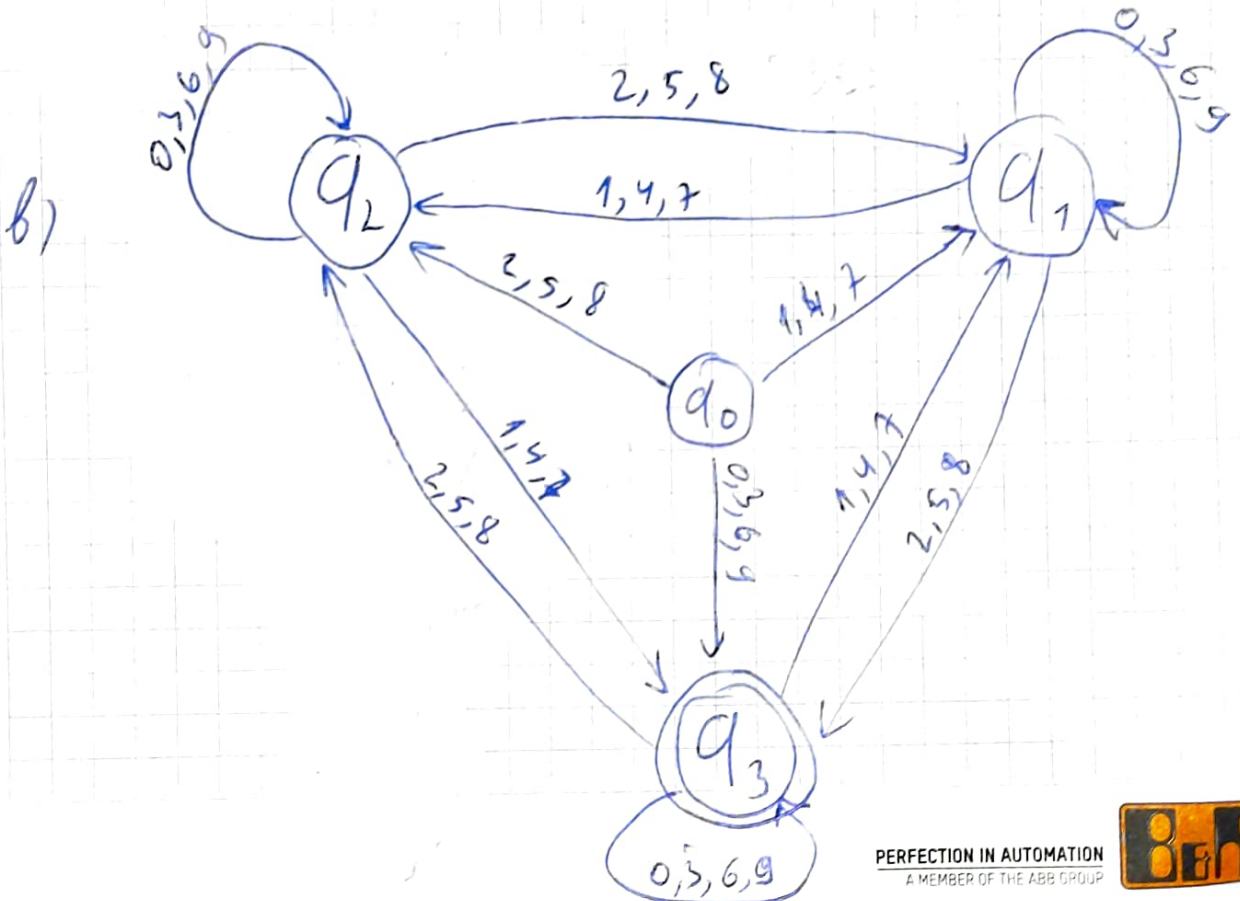 0,3,6,9
2,5,8
0,3,6,9
q2
1,4,7
q1
b)
2,5,8
1,4,7
q0
1,4,7
2,5,8
0,3,6,9
1,4,7
2,5,8
q3
0,3,6,9
PERFECTION IN AUTOMATION
A MEMBER OF THE ABB GROUP
B&R